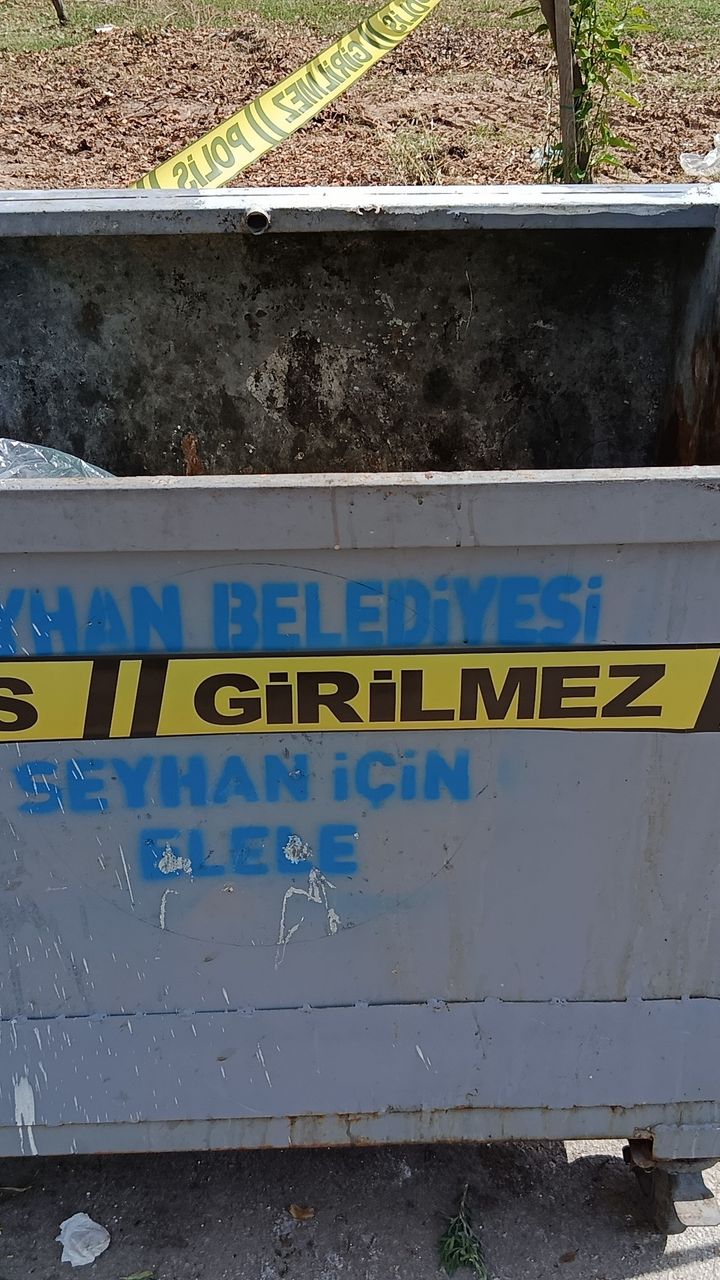 GİRİLMEZ // POLİS
YHAN BELEDİYESİ
S // GİRİLMEZ
SEYHAN İÇİN
ELELE